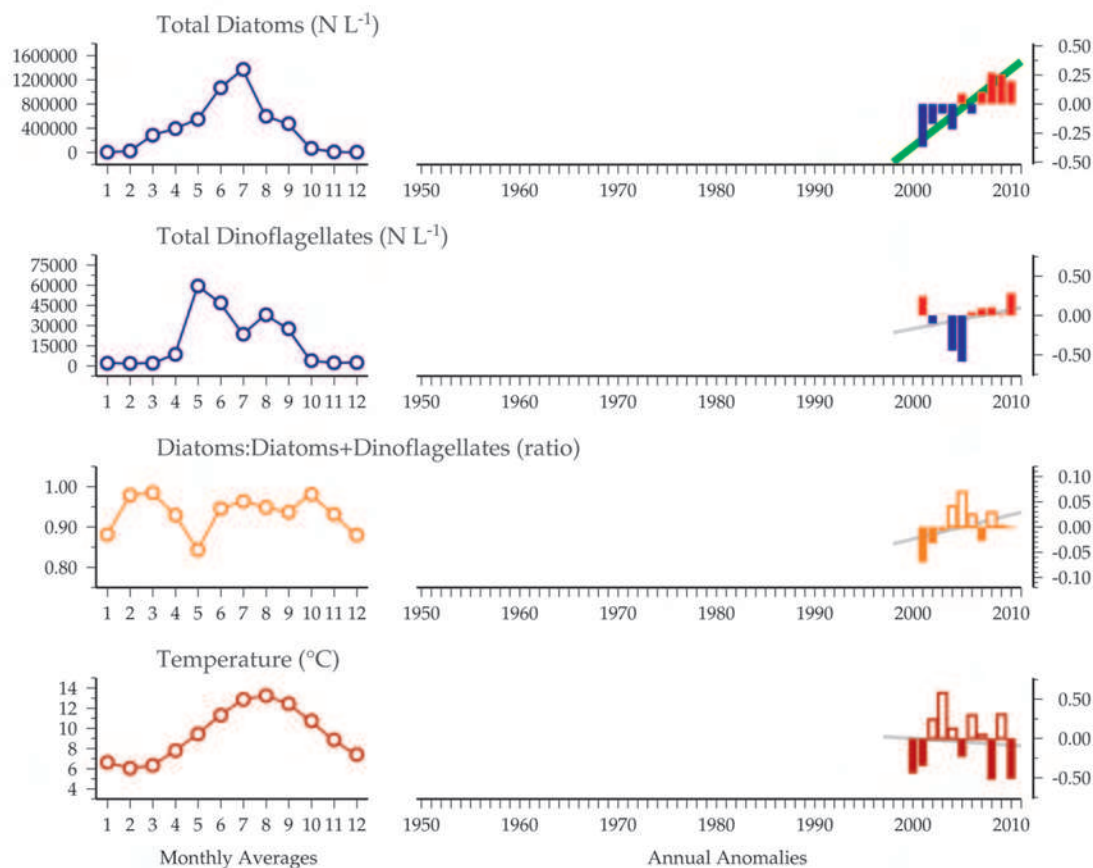 Total Diatoms (N L⁻¹)
1600000
1200000
800000
400000
0
1 2 3 4 5 6 7 8 9 10 11 12
1950 1960 1970 1980 1990 2000 2010
0.50
0.25
0.00
-0.25
-0.50
Total Dinoflagellates (N L⁻¹)
75000
60000
45000
30000
15000
0
1 2 3 4 5 6 7 8 9 10 11 12
1950 1960 1970 1980 1990 2000 2010
0.50
0.00
-0.50
Diatoms:Diatoms+Dinoflagellates (ratio)
1.00
0.90
0.80
1 2 3 4 5 6 7 8 9 10 11 12
1950 1960 1970 1980 1990 2000 2010
0.10
0.05
0.00
-0.05
-0.10
Temperature (°C)
14
12
10
8
6
4
1 2 3 4 5 6 7 8 9 10 11 12
1950 1960 1970 1980 1990 2000 2010
0.50
0.00
-0.50
Monthly Averages
Annual Anomalies